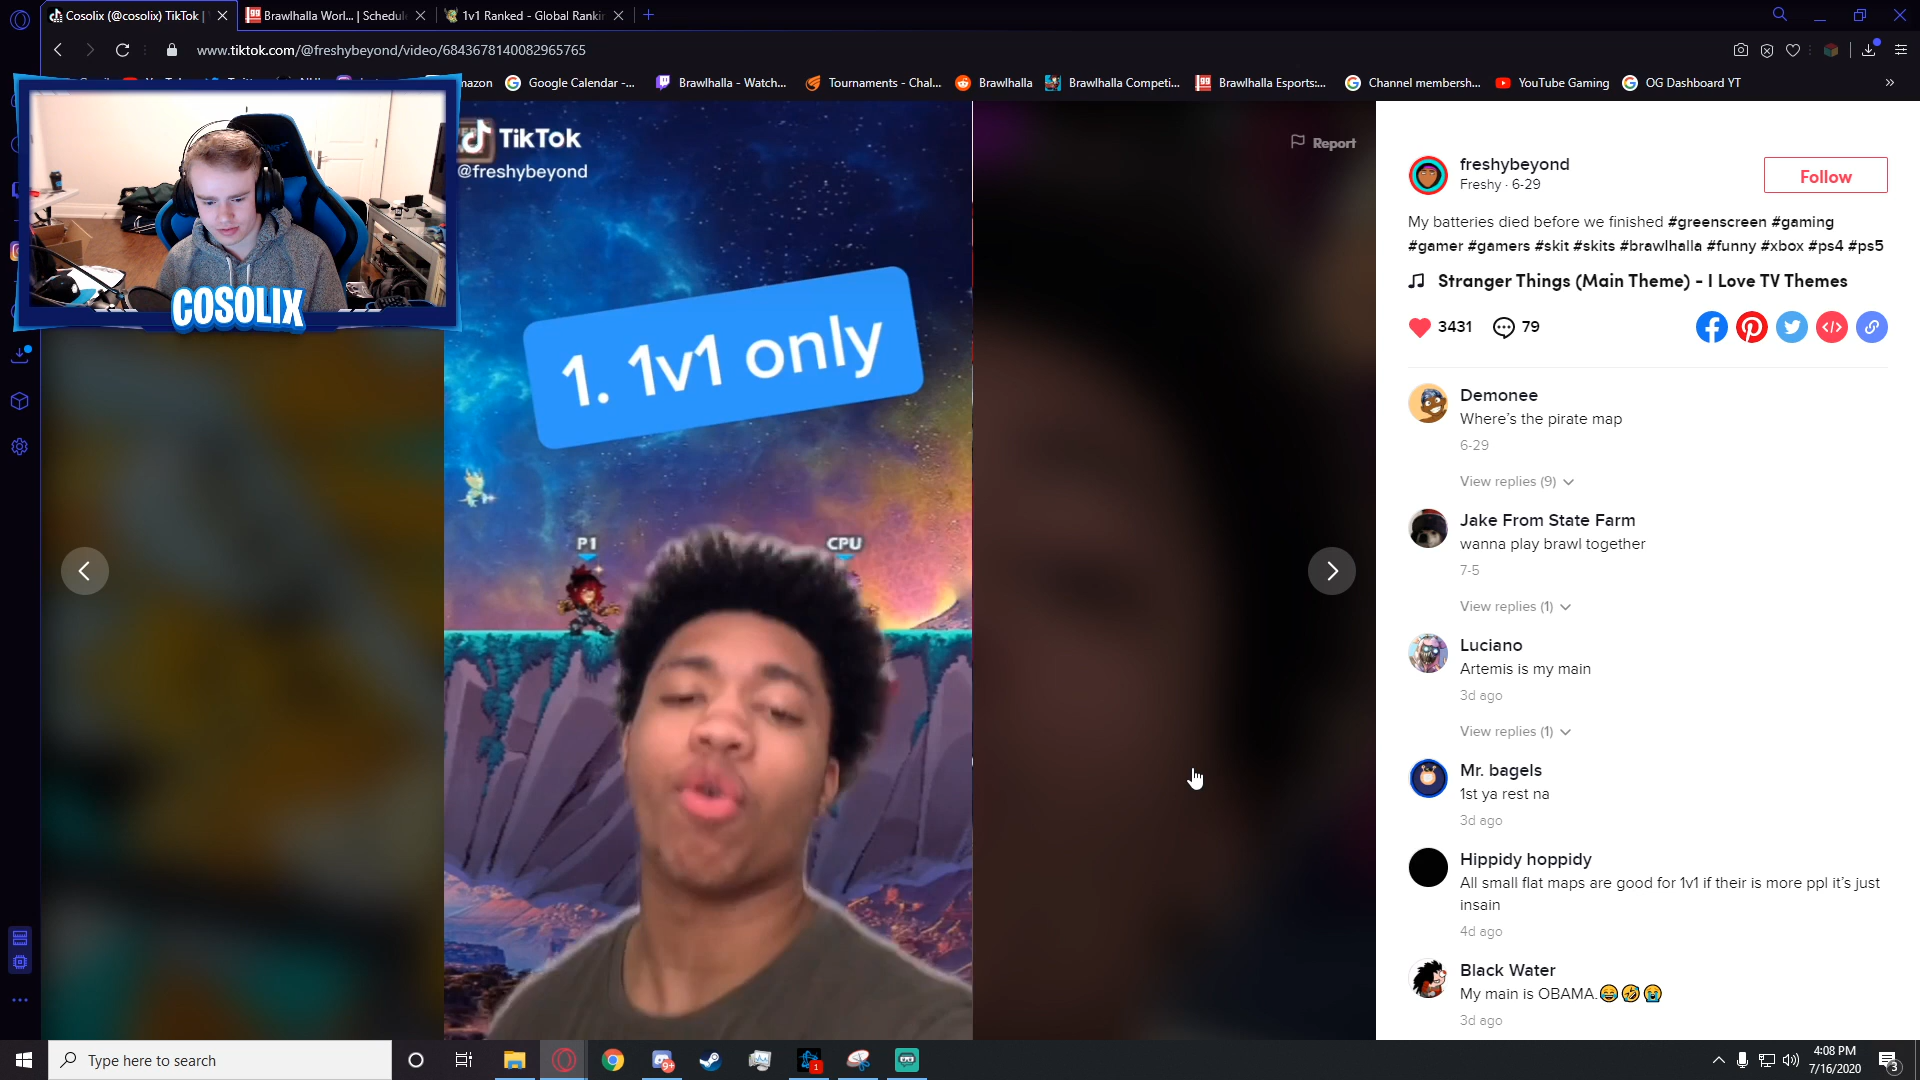 Cosolix (@cosolix) TikTok |
Brawlhalla Worl... | Schedul
1v1 Ranked - Global Rankin
www.tiktok.com/@freshybeyond/video/6843678140082965765
mazon
Google Calendar -...
Brawlhalla - Watch...
Tournaments - Chal...
Brawlhalla
Brawlhalla Competi...
Brawlhalla Esports:...
Channel membersh...
YouTube Gaming
OG Dashboard YT
COSOLIX
TikTok
@freshybeyond
Report
1. 1v1 only
P1
CPU
freshybeyond
Freshy · 6-29
Follow
My batteries died before we finished #greenscreen #gaming
#gamer #gamers #skit #skits #brawlhalla #funny #xbox #ps4 #ps5
Stranger Things (Main Theme) - I Love TV Themes
3431
79
Demonee
Where's the pirate map
6-29
View replies (9)
Jake From State Farm
wanna play brawl together
7-5
View replies (1)
Luciano
Artemis is my main
3d ago
View replies (1)
Mr. bagels
1st ya rest na
3d ago
Hippidy hoppidy
All small flat maps are good for 1v1 if their is more ppl it's just
insain
4d ago
Black Water
My main is OBAMA.😂🤣😭
3d ago
Type here to search
9+
1
4:08 PM
7/16/2020
3